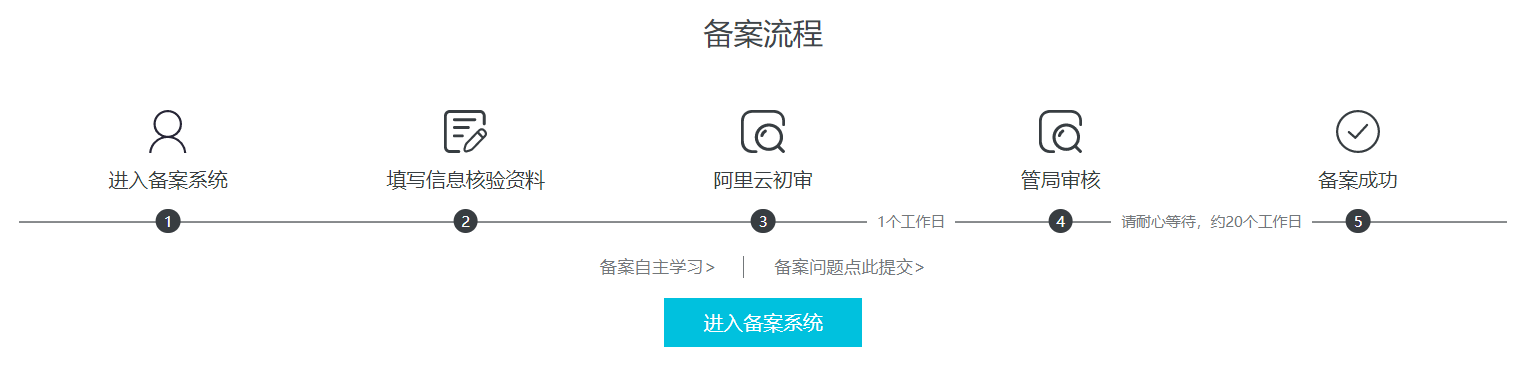 备案流程
进入备案系统
填写信息核验资料
阿里云初审
管局审核
备案成功
1
2
3
1个工作日
4
请耐心等待，约20个工作日
5
备案自主学习>
备案问题点此提交>
进入备案系统